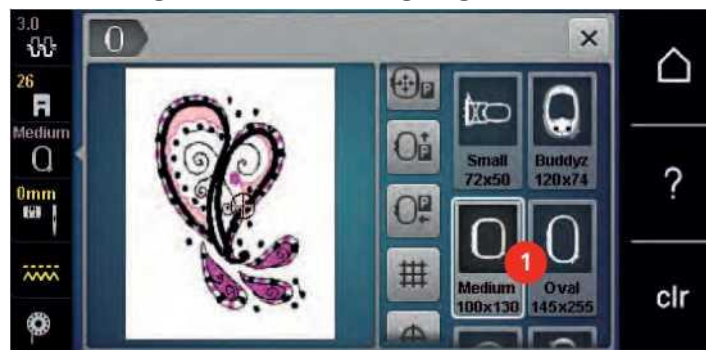 3.0
26
Medium
0mm
Small
72x50
Buddyz
120x74
Medium
100x130
1
Oval
145x255
P
P
P
?
clr